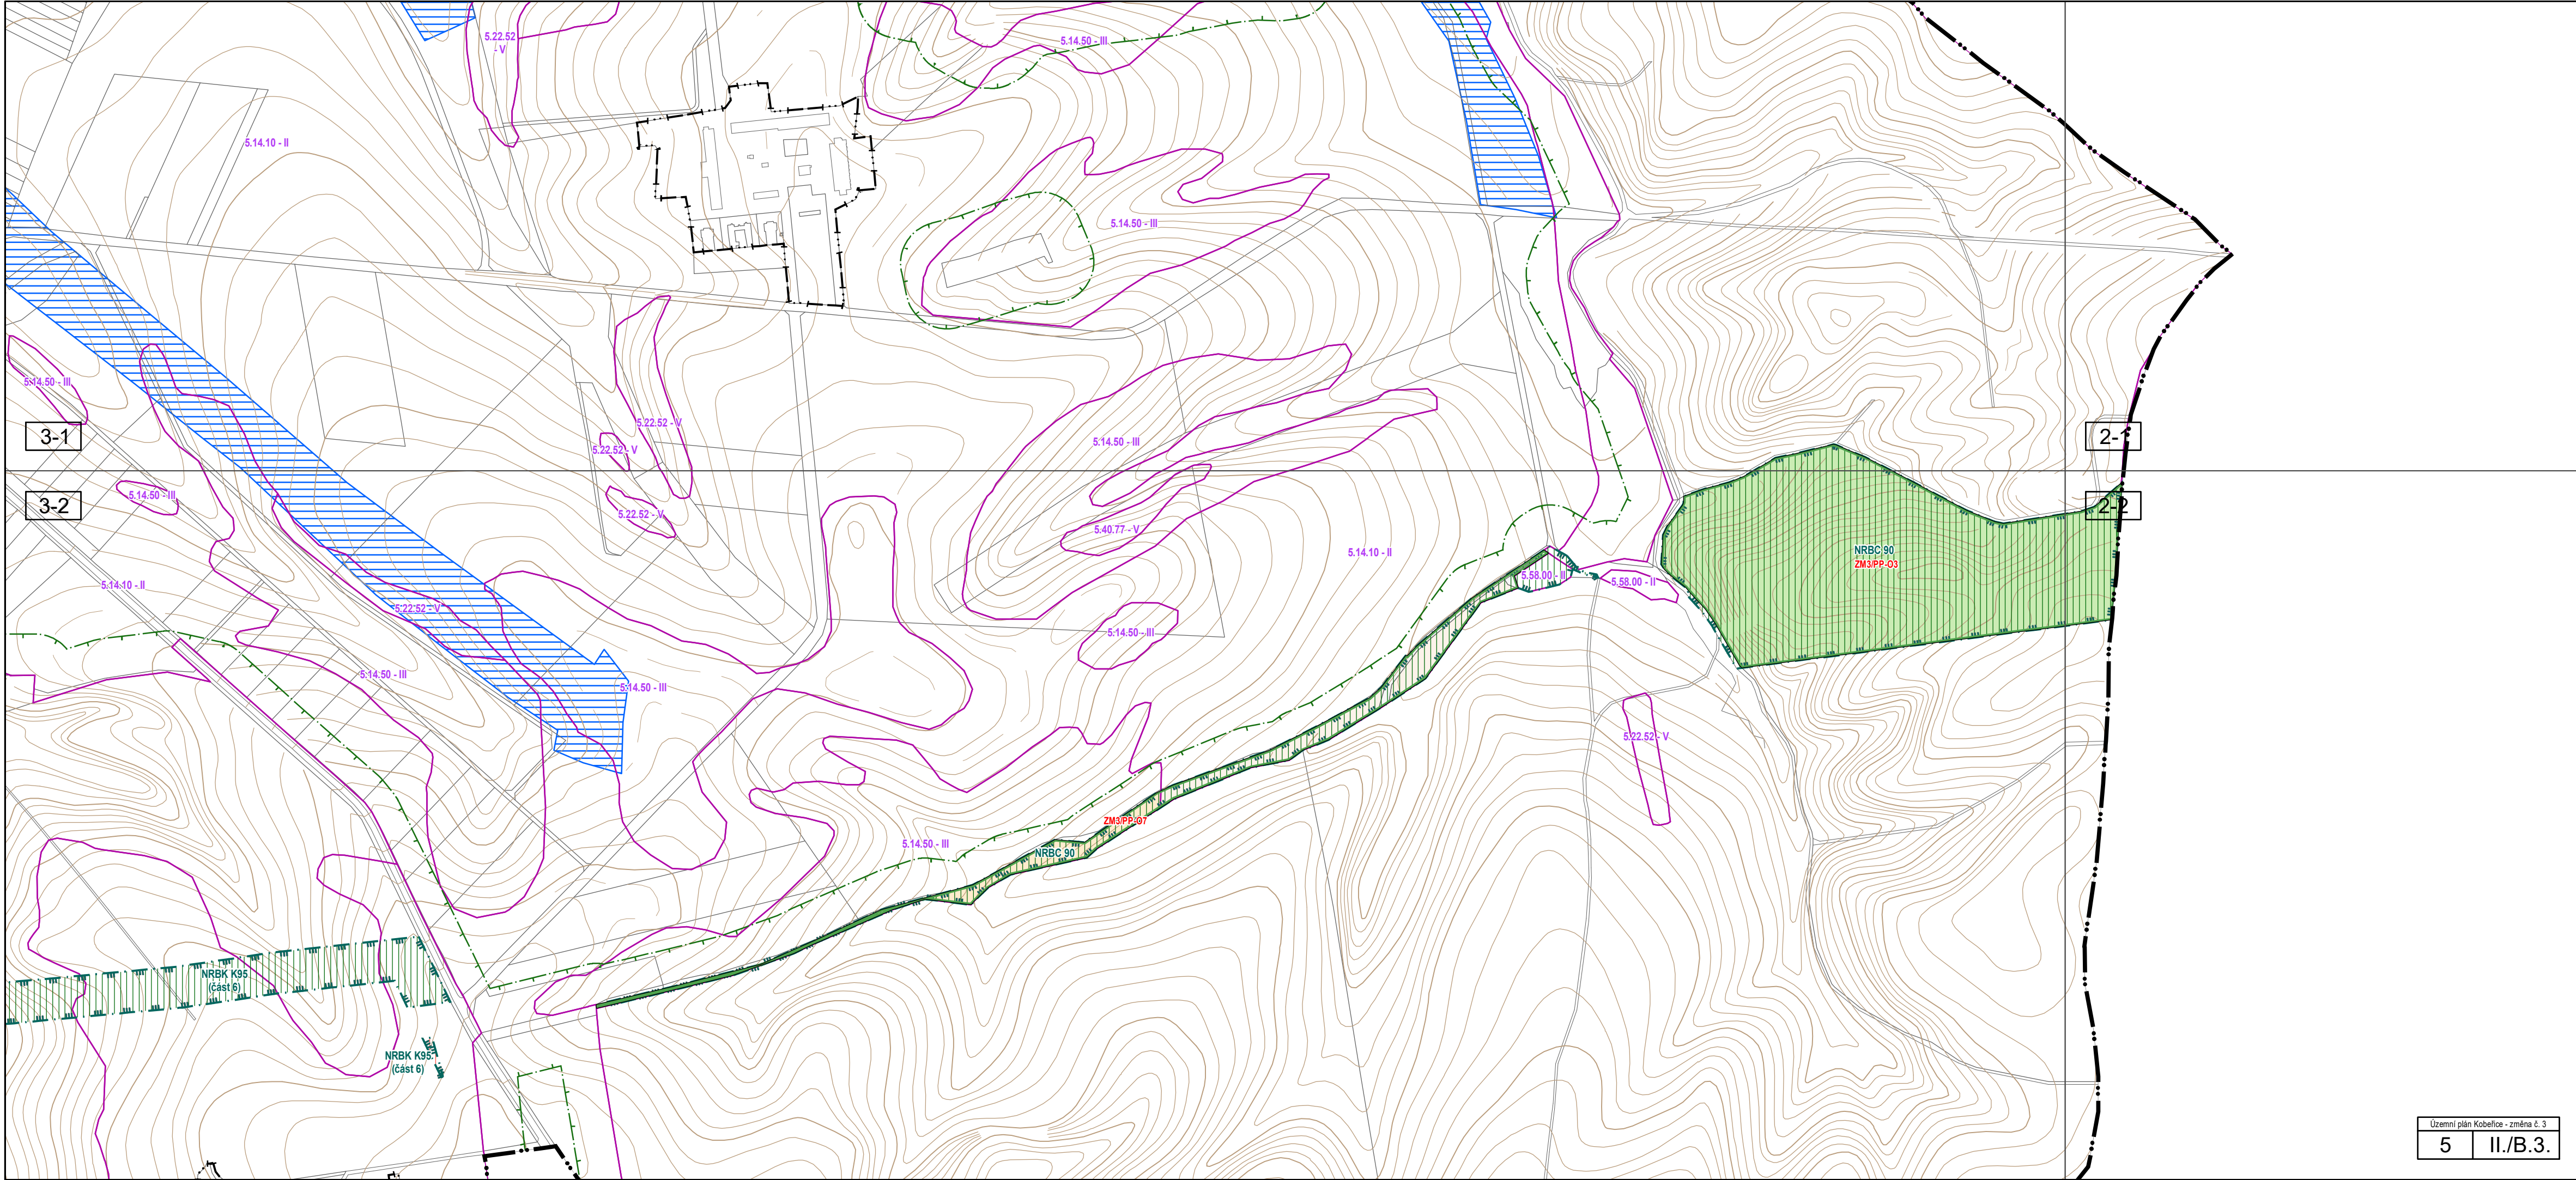 5.22.52
- V
5.14.50 - III
5.14.10 - II
5.14.50 - III
5.14.50 - III
5.22.52 - V
3-1
2-1
5.14.50 - III
5.22.52 - V
5.14.50 - III
3-2
2-2
5.22.52 - V
5.40.77 - V
5.14.10 - II
NRBC 90
ZM3/PP-O3
5.14.10 - II
5.58.00 - II
5.58.00 - II
5.22.52 - V
5.14.50 - III
5.14.50 - III
5.14.50 - III
5.22.52 - V
ZM3/PP-O7
5.14.50 - III
NRBC 90
NRBK K95
(část 6)
NRBK K95
(část 6)
Územní plán Kobeřice - změna č. 3
5
II./B.3.